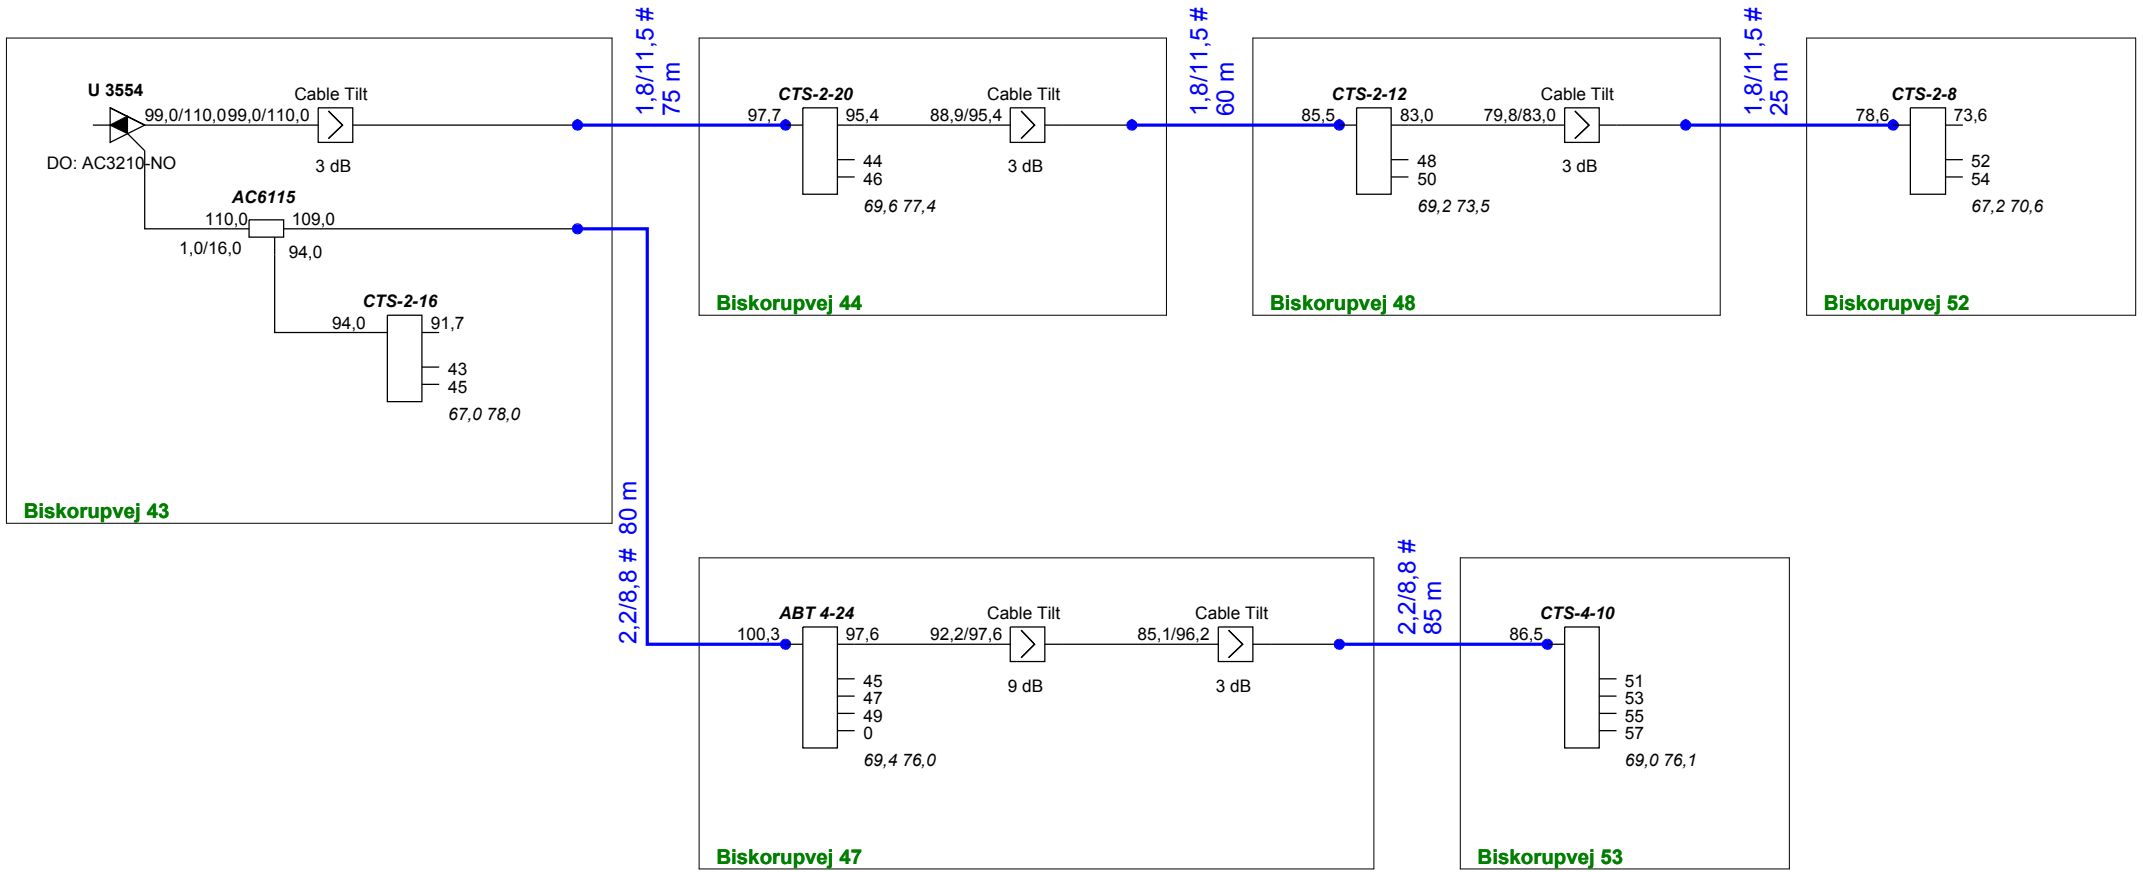 U 3554
99,0/110,0
99,0/110,0
Cable Tilt
3 dB
DO: AC3210-NO
AC6115
110,0
109,0
1,0/16,0
94,0
CTS-2-16
94,0
91,7
43
45
67,0 78,0
Biskorupvej 43
1,8/11,5 #
75 m
CTS-2-20
97,7
95,4
88,9/95,4
Cable Tilt
3 dB
44
46
69,6 77,4
Biskorupvej 44
1,8/11,5 #
60 m
CTS-2-12
85,5
83,0
79,8/83,0
Cable Tilt
3 dB
48
50
69,2 73,5
Biskorupvej 48
1,8/11,5 #
25 m
CTS-2-8
78,6
73,6
52
54
67,2 70,6
Biskorupvej 52
2,2/8,8 # 80 m
ABT 4-24
100,3
97,6
92,2/97,6
Cable Tilt
9 dB
85,1/96,2
Cable Tilt
3 dB
45
47
49
0
69,4 76,0
Biskorupvej 47
2,2/8,8 #
85 m
CTS-4-10
86,5
51
53
55
57
69,0 76,1
Biskorupvej 53